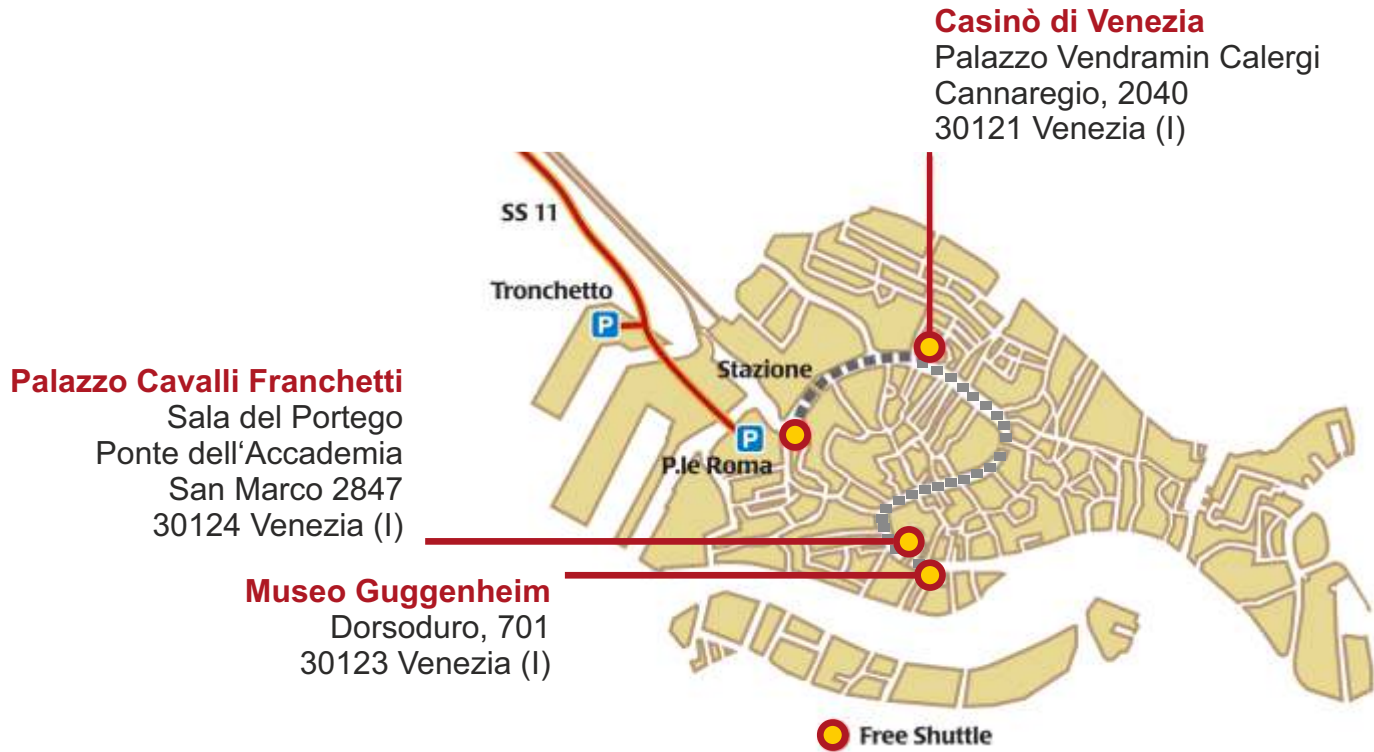 Casinò di Venezia
Palazzo Vendramin Calergi
Cannaregio, 2040
30121 Venezia (I)
SS 11
Tronchetto
P
Stazione
P
P.le Roma
Palazzo Cavalli Franchetti
Sala del Portego
Ponte dell‘Accademia
San Marco 2847
30124 Venezia (I)
Museo Guggenheim
Dorsoduro, 701
30123 Venezia (I)
Free Shuttle